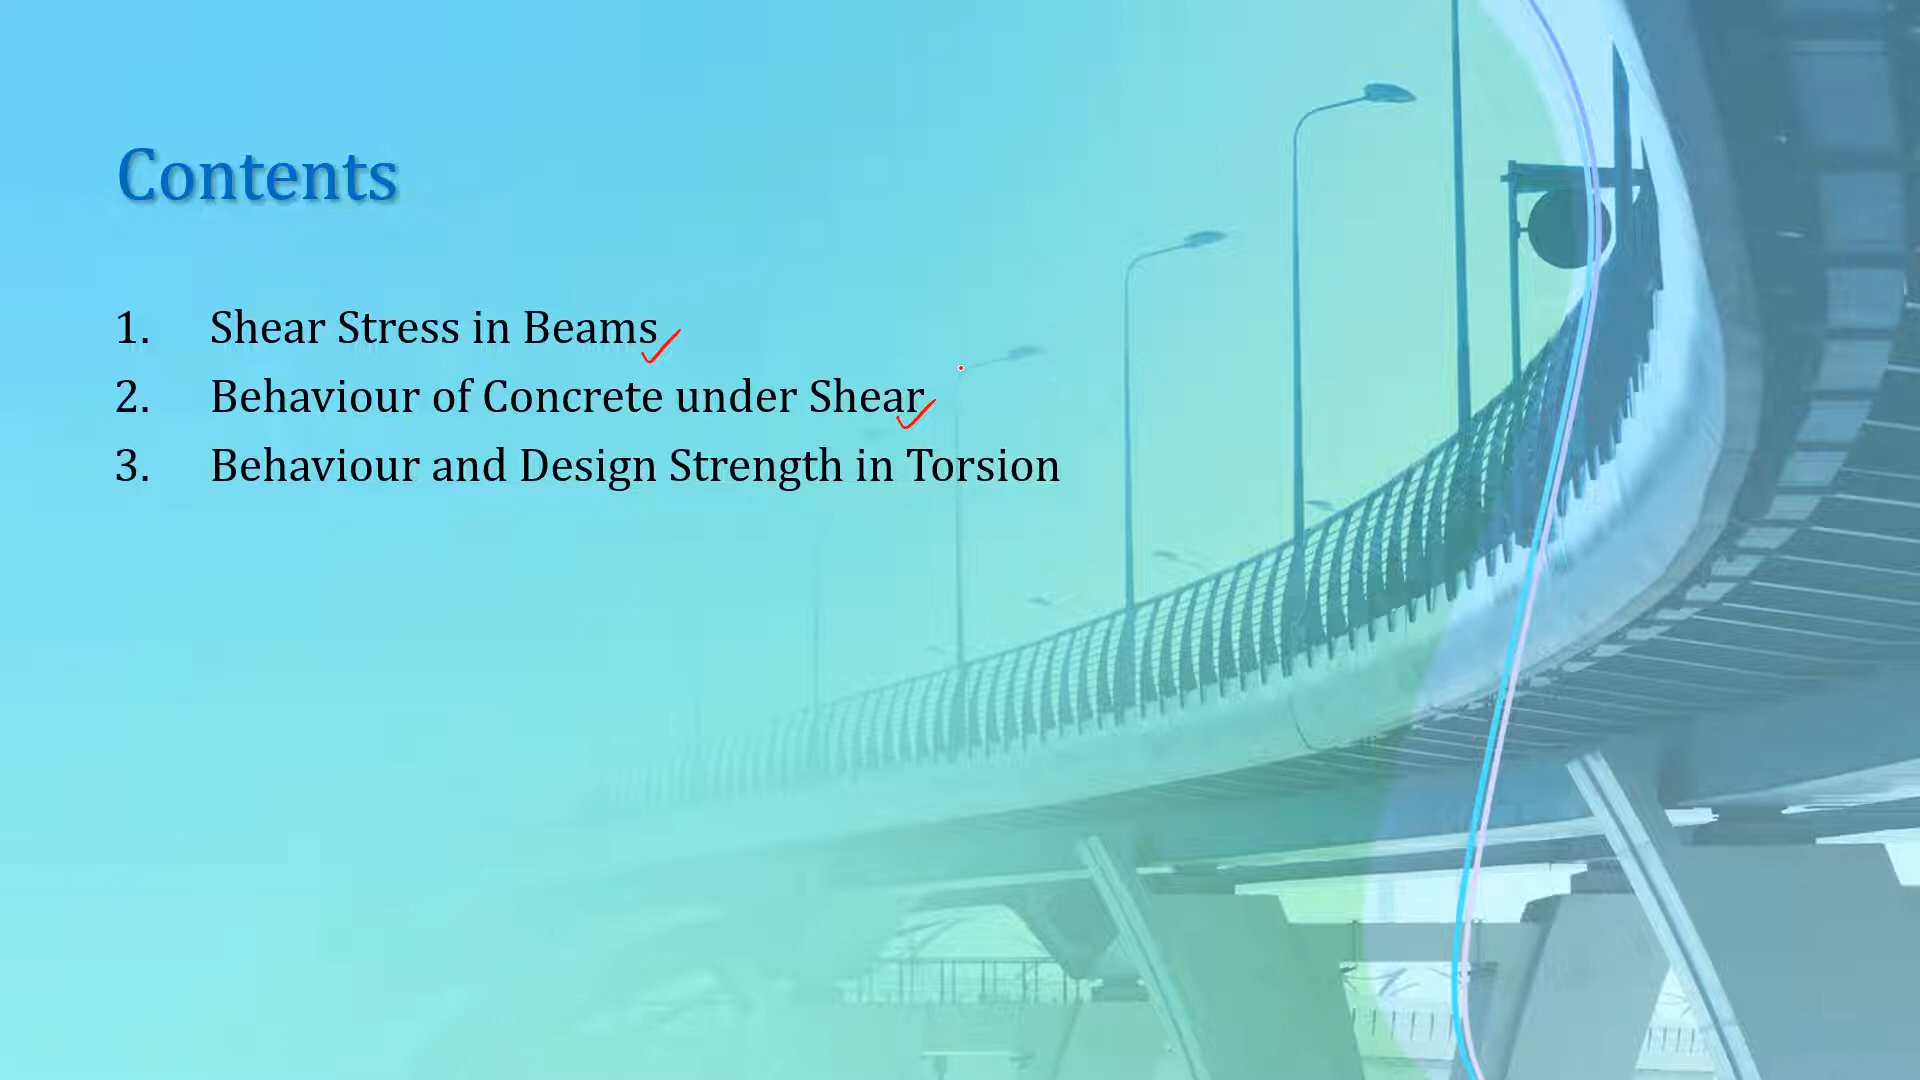 Contents
1. Shear Stress in Beams
2. Behaviour of Concrete under Shear
3. Behaviour and Design Strength in Torsion